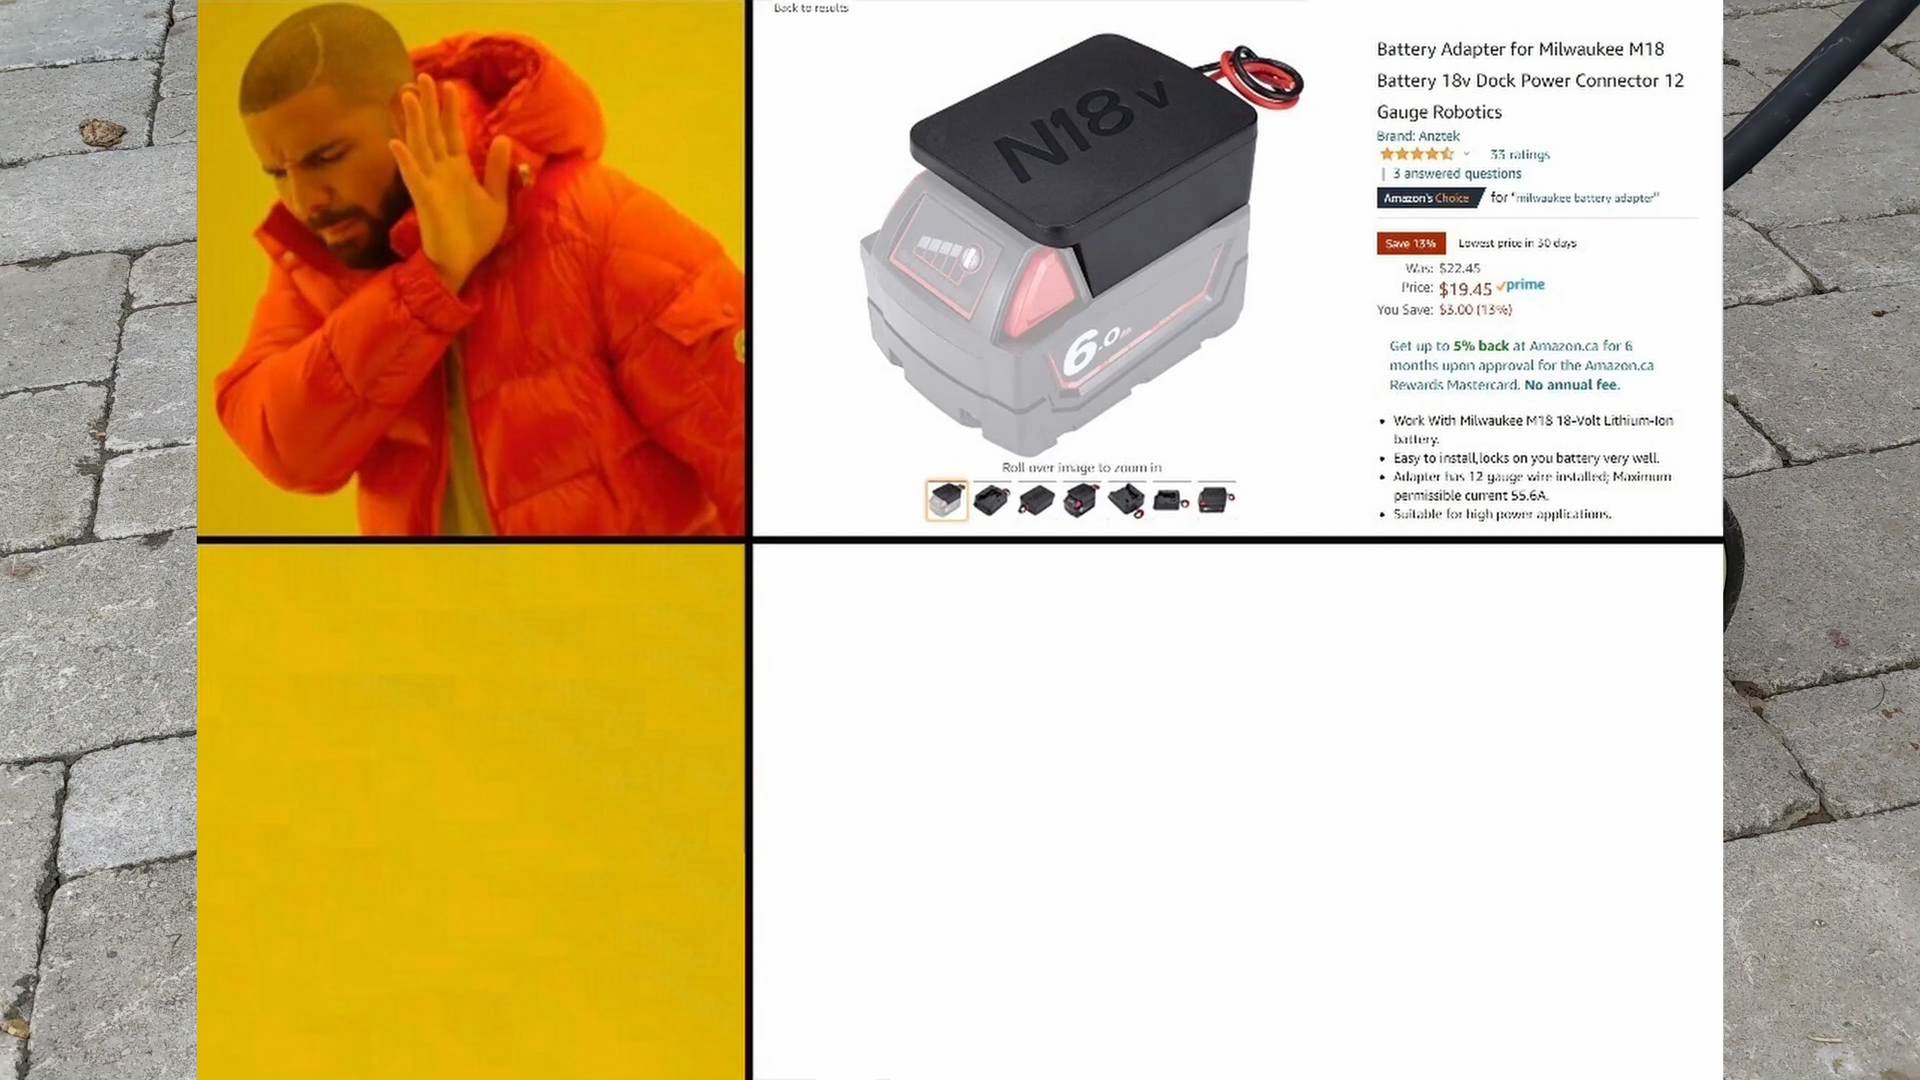 Back to results
N18 v
6.0
Roll over image to zoom in
Battery Adapter for Milwaukee M18
Battery 18v Dock Power Connector 12
Gauge Robotics
Brand: Anztek
33 ratings
| 3 answered questions
Amazon's Choice for "milwaukee battery adapter"
Save 13% Lowest price in 30 days
Was: $22.45
Price: $19.45 prime
You Save: $3.00 (13%)
Get up to 5% back at Amazon.ca for 6
months upon approval for the Amazon.ca
Rewards Mastercard. No annual fee.
• Work With Milwaukee M18 18-Volt Lithium-Ion
battery.
• Easy to install,locks on you battery very well.
• Adapter has 12 gauge wire installed; Maximum
permissible current 55.6A.
• Suitable for high power applications.